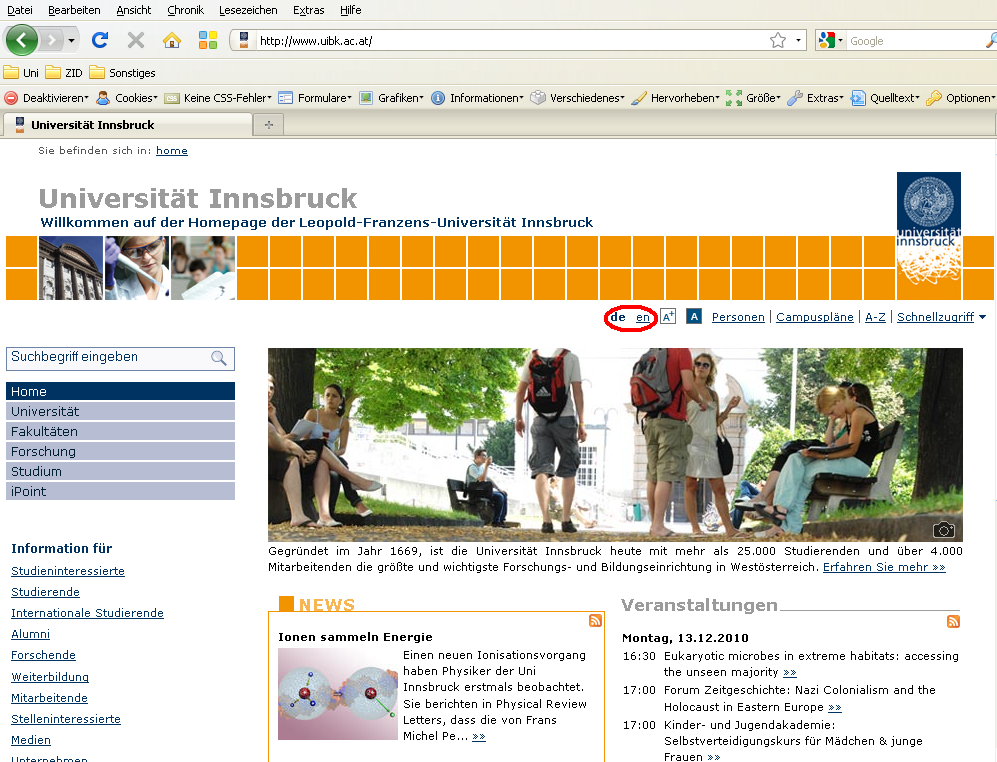 Datei Bearbeiten Ansicht Chronik Lesezeichen Extras Hilfe
http://www.uibk.ac.at/ Google
Uni ZID Sonstiges
Deaktivieren Cookies Keine CSS-Fehler Formulare Grafiken Informationen Verschiedenes Hervorheben Größe Extras Quelltext Optionen
Universität Innsbruck
Sie befinden sich in: home
Universität Innsbruck
Willkommen auf der Homepage der Leopold-Franzens-Universität Innsbruck
universität
innsbruck
de en A+ A Personen | Campuspläne | A-Z | Schnellzugriff
Suchbegriff eingeben
Home
Universität
Fakultäten
Forschung
Studium
iPoint
Information für
Studieninteressierte
Studierende
Internationale Studierende
Alumni
Forschende
Weiterbildung
Mitarbeitende
Stelleninteressierte
Medien
Unternehmen
Gegründet im Jahr 1669, ist die Universität Innsbruck heute mit mehr als 25.000 Studierenden und über 4.000
Mitarbeitenden die größte und wichtigste Forschungs- und Bildungseinrichtung in Westösterreich. Erfahren Sie mehr »»
NEWS
Ionen sammeln Energie
Einen neuen Ionisationsvorgang
haben Physiker der Uni
Innsbruck erstmals beobachtet.
Sie berichten in Physical Review
Letters, dass die von Frans
Michel Pe... »»
Veranstaltungen
Montag, 13.12.2010
16:30 Eukaryotic microbes in extreme habitats: accessing
the unseen majority »»
17:00 Forum Zeitgeschichte: Nazi Colonialism and the
Holocaust in Eastern Europe »»
17:00 Kinder- und Jugendakademie:
Selbstverteidigungskurs für Mädchen & junge
Frauen »»